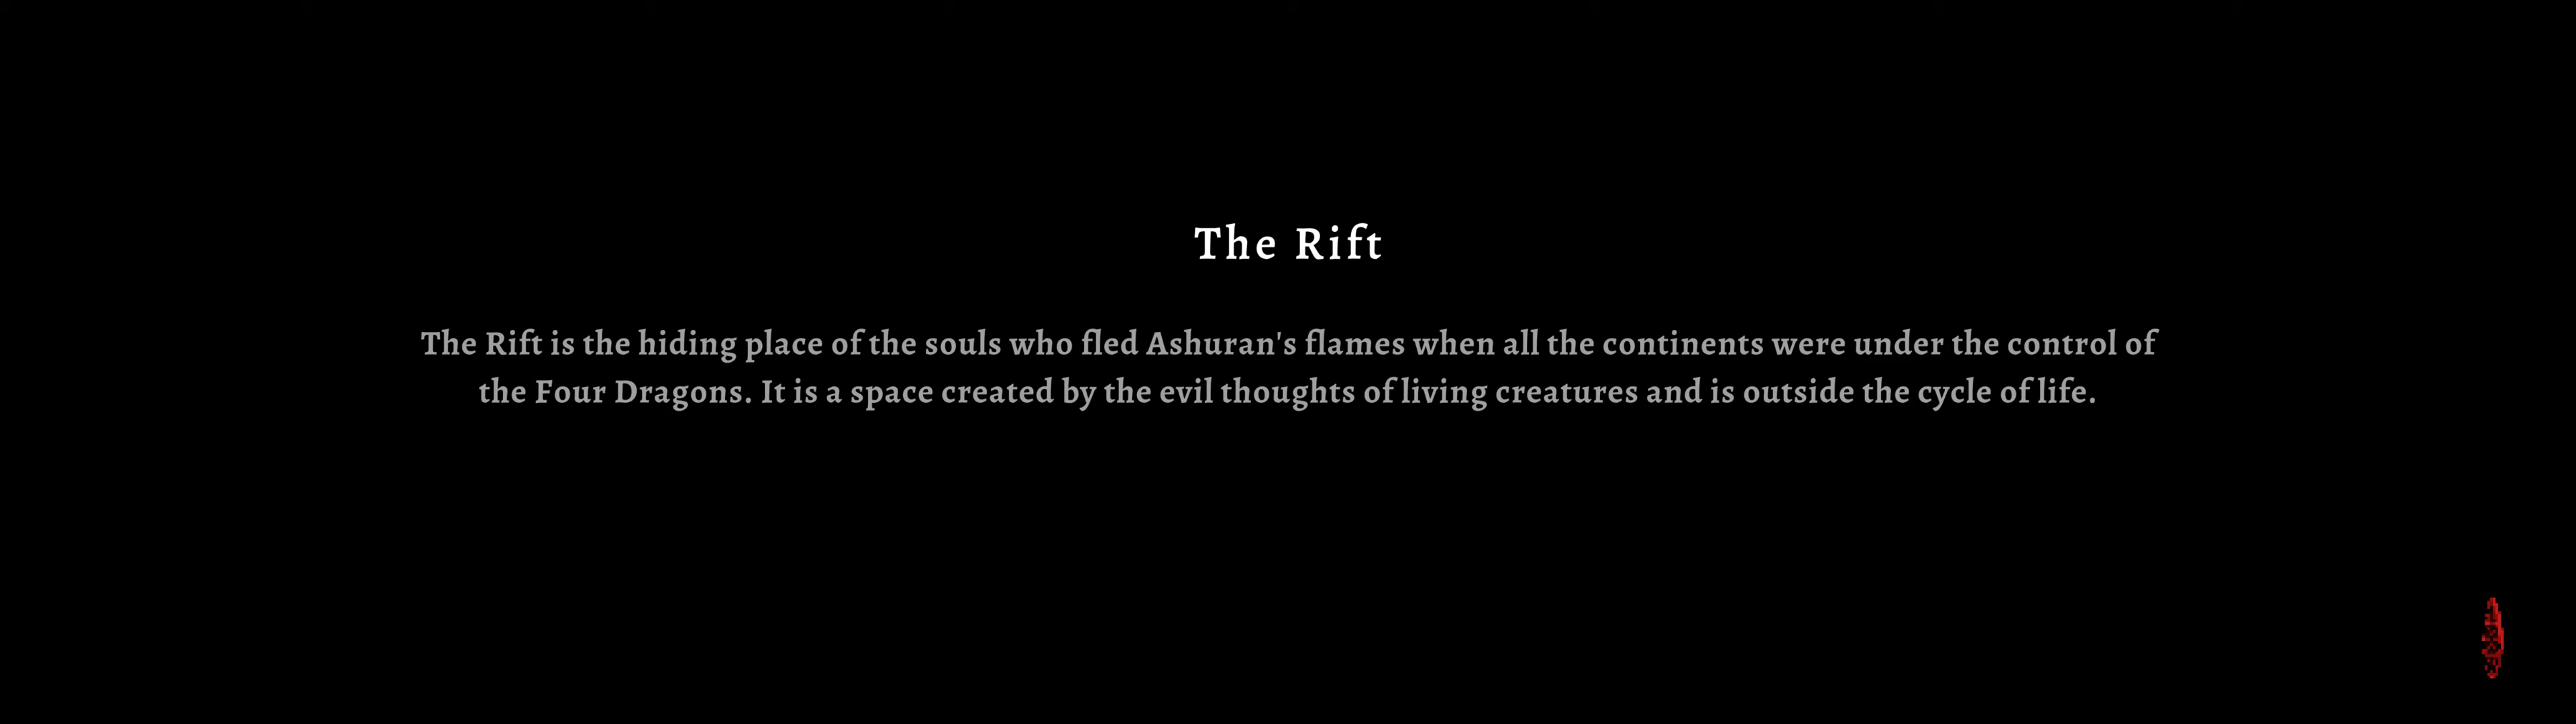 The Rift
The Rift is the hiding place of the souls who fled Ashuran's flames when all the continents were under the control of
the Four Dragons. It is a space created by the evil thoughts of living creatures and is outside the cycle of life.